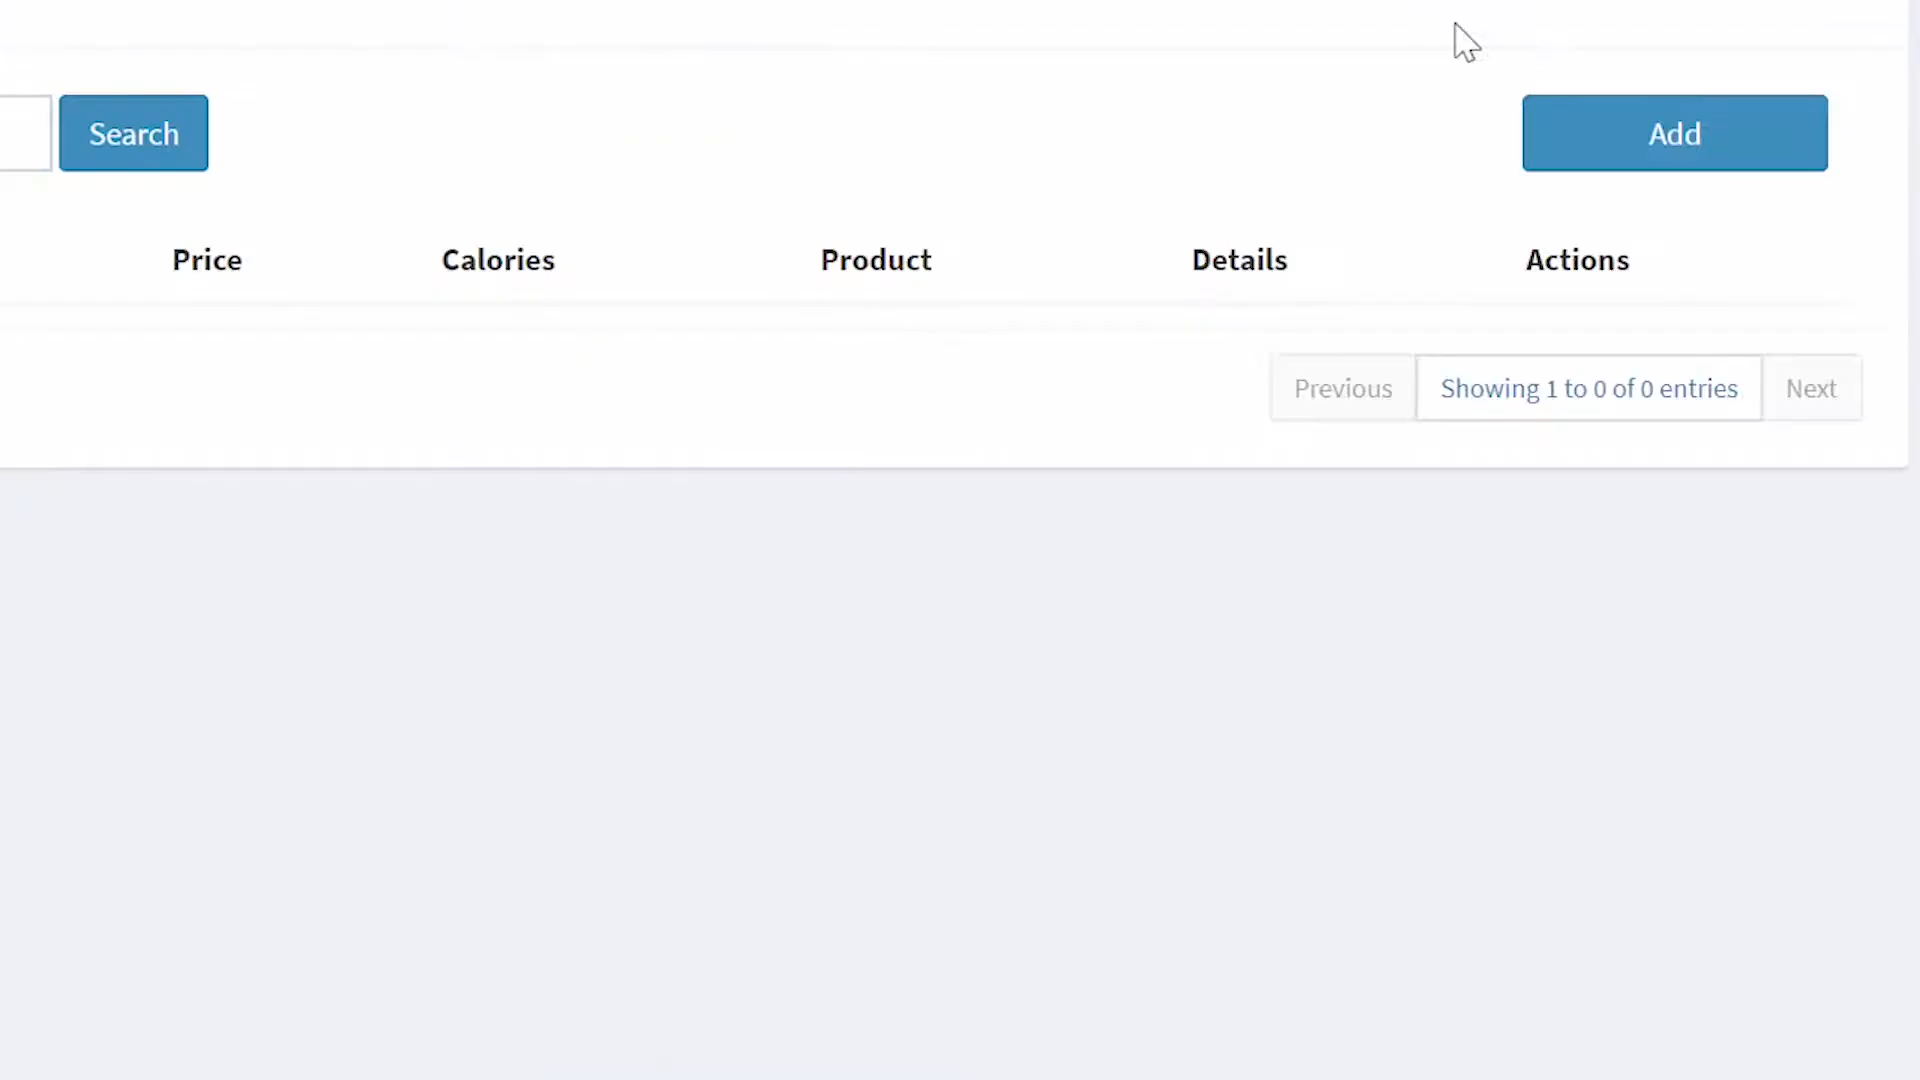 Search Add
Price Calories Product Details Actions
Previous Showing 1 to 0 of 0 entries Next